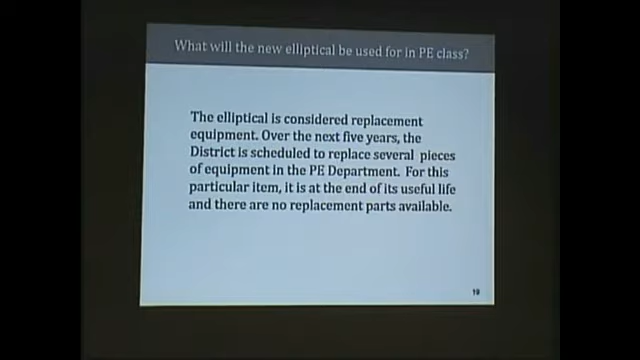 What will the new elliptical be used for in PE class?
The elliptical is considered replacement
equipment. Over the next five years, the
District is scheduled to replace several pieces
of equipment in the PE Department. For this
particular item, it is at the end of its useful life
and there are no replacement parts available.
19